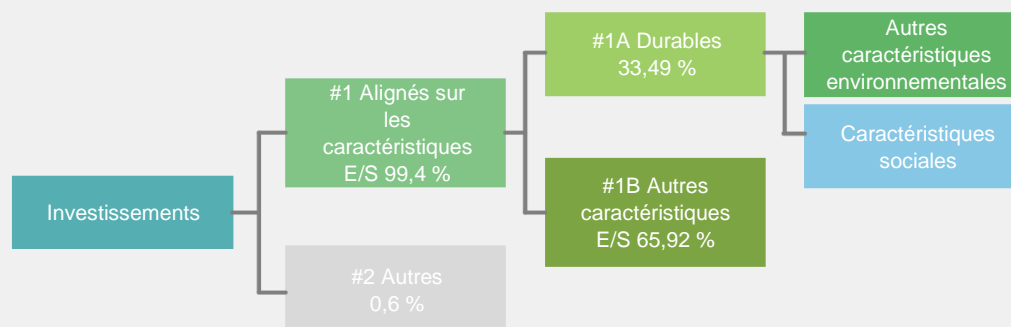 Investissements
#1 Alignés sur
les
caractéristiques
E/S 99,4 %
#2 Autres
0,6 %
#1A Durables
33,49 %
#1B Autres
caractéristiques
E/S 65,92 %
Autres
caractéristiques
environnementales
Caractéristiques
sociales